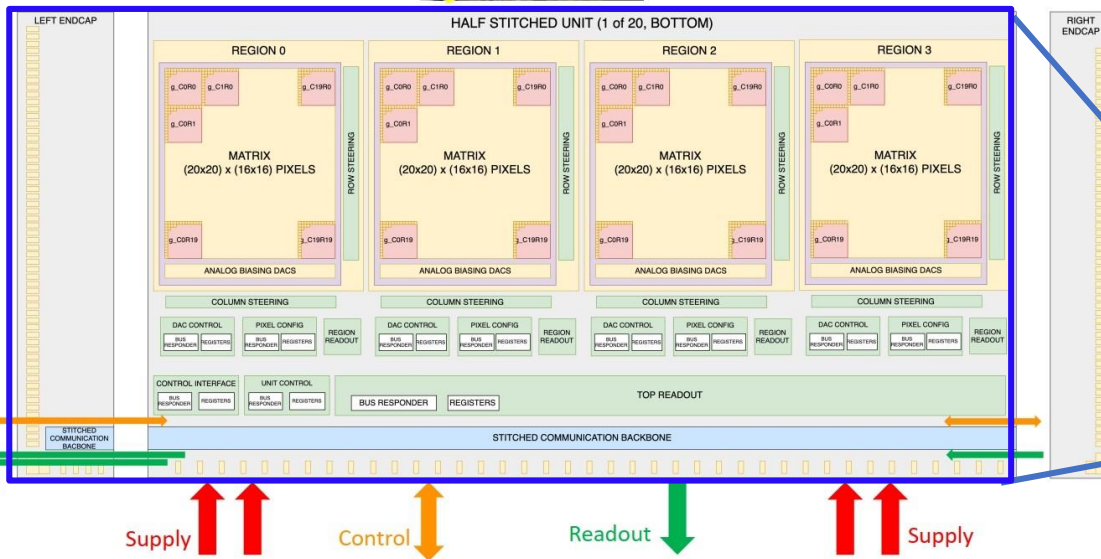 LEFT ENDCAP
HALF STITCHED UNIT (1 of 20, BOTTOM)
RIGHT
ENDCAP
REGION 0
REGION 1
REGION 2
REGION 3
g_C0R0
g_C1R0
g_C19R0
g_C0R0
g_C1R0
g_C19R0
g_C0R0
g_C1R0
g_C19R0
g_C0R0
g_C1R0
g_C19R0
g_C0R1
g_C0R1
g_C0R1
g_C0R1
MATRIX
(20x20) x (16x16) PIXELS
ROW STEERING
MATRIX
(20x20) x (16x16) PIXELS
ROW STEERING
MATRIX
(20x20) x (16x16) PIXELS
ROW STEERING
MATRIX
(20x20) x (16x16) PIXELS
ROW STEERING
g_C0R19
g_C19R19
g_C0R19
g_C19R19
g_C0R19
g_C19R19
g_C0R19
g_C19R19
ANALOG BIASING DACS
ANALOG BIASING DACS
ANALOG BIASING DACS
ANALOG BIASING DACS
COLUMN STEERING
COLUMN STEERING
COLUMN STEERING
COLUMN STEERING
DAC CONTROL
BUS
RESPONDER
REGISTERS
PIXEL CONFIG
BUS
RESPONDER
REGISTERS
REGION
READOUT
DAC CONTROL
BUS
RESPONDER
REGISTERS
PIXEL CONFIG
BUS
RESPONDER
REGISTERS
REGION
READOUT
DAC CONTROL
BUS
RESPONDER
REGISTERS
PIXEL CONFIG
BUS
RESPONDER
REGISTERS
REGION
READOUT
DAC CONTROL
BUS
RESPONDER
REGISTERS
PIXEL CONFIG
BUS
RESPONDER
REGISTERS
REGION
READOUT
CONTROL INTERFACE
BUS
RESPONDER
REGISTERS
UNIT CONTROL
BUS
RESPONDER
REGISTERS
TOP READOUT
BUS RESPONDER
REGISTERS
STITCHED
COMMUNICATION
BACBONE
STITCHED COMMUNICATION BACKBONE
Supply
Control
Readout
Supply